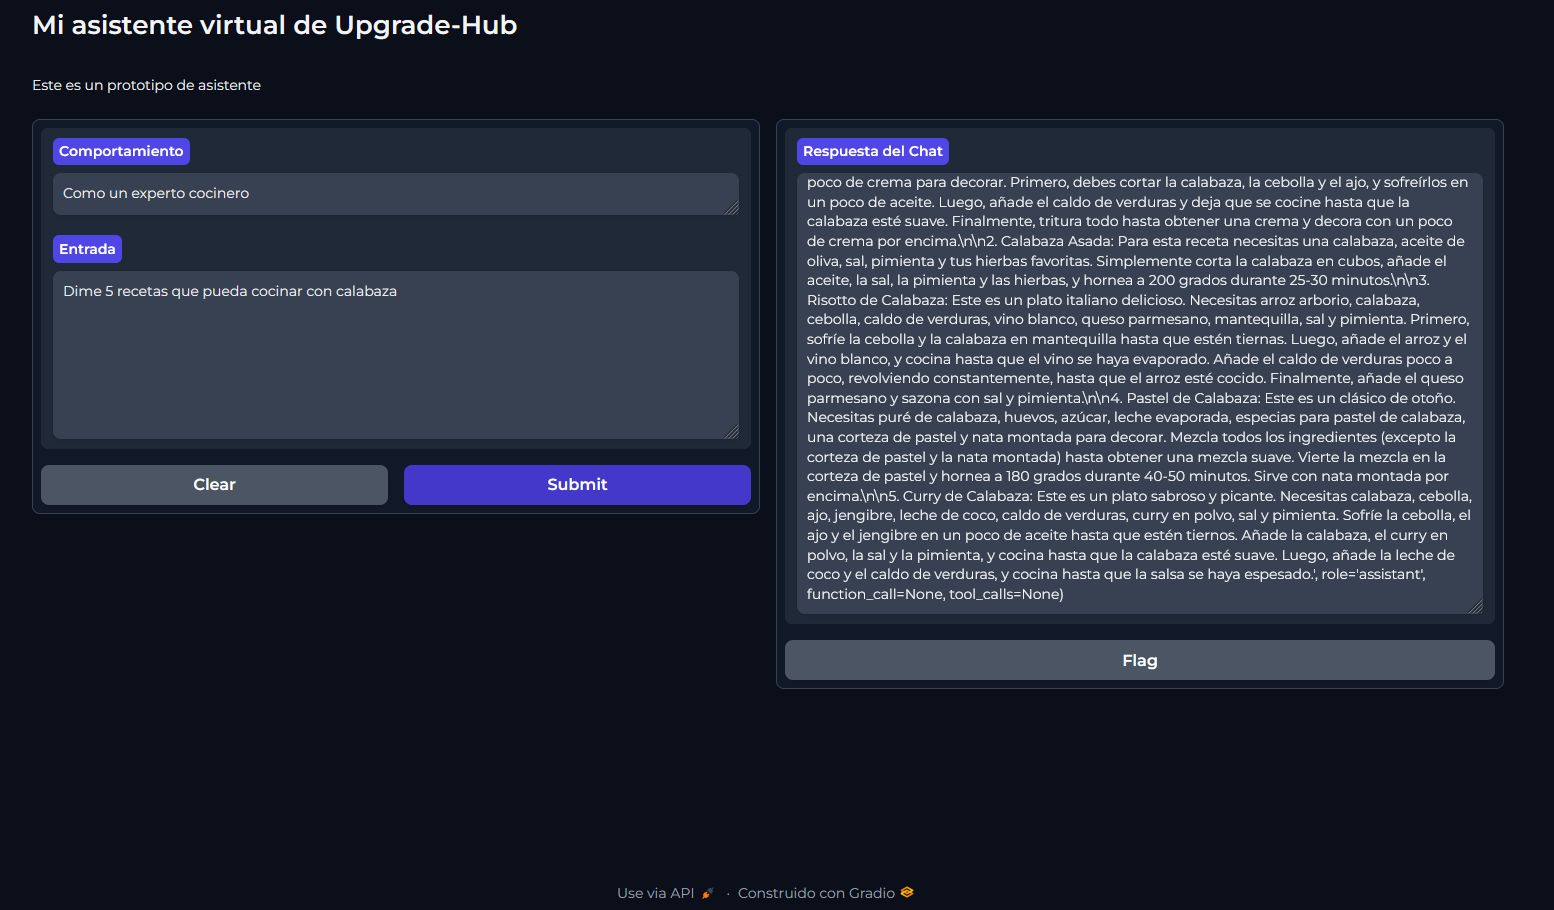 Mi asistente virtual de Upgrade-Hub
Este es un prototipo de asistente
Comportamiento
Como un experto cocinero
Entrada
Dime 5 recetas que pueda cocinar con calabaza
Clear
Submit
Respuesta del Chat
poco de crema para decorar. Primero, debes cortar la calabaza, la cebolla y el ajo, y sofreírlos en
un poco de aceite. Luego, añade el caldo de verduras y deja que se cocine hasta que la
calabaza esté suave. Finalmente, tritura todo hasta obtener una crema y decora con un poco
de crema por encima.\n\n2. Calabaza Asada: Para esta receta necesitas una calabaza, aceite de
oliva, sal, pimienta y tus hierbas favoritas. Simplemente corta la calabaza en cubos, añade el
aceite, la sal, la pimienta y las hierbas, y hornea a 200 grados durante 25-30 minutos.\n\n3.
Risotto de Calabaza: Este es un plato italiano delicioso. Necesitas arroz arborio, calabaza,
cebolla, caldo de verduras, vino blanco, queso parmesano, mantequilla, sal y pimienta. Primero,
sofríe la cebolla y la calabaza en mantequilla hasta que estén tiernas. Luego, añade el arroz y el
vino blanco, y cocina hasta que el vino se haya evaporado. Añade el caldo de verduras poco a
poco, revolviendo constantemente, hasta que el arroz esté cocido. Finalmente, añade el queso
parmesano y sazona con sal y pimienta.\n\n4. Pastel de Calabaza: Este es un clásico de otoño.
Necesitas puré de calabaza, huevos, azúcar, leche evaporada, especias para pastel de calabaza,
una corteza de pastel y nata montada para decorar. Mezcla todos los ingredientes (excepto la
corteza de pastel y la nata montada) hasta obtener una mezcla suave. Vierte la mezcla en la
corteza de pastel y hornea a 180 grados durante 40-50 minutos. Sirve con nata montada por
encima.\n\n5. Curry de Calabaza: Este es un plato sabroso y picante. Necesitas calabaza, cebolla,
ajo, jengibre, leche de coco, caldo de verduras, curry en polvo, sal y pimienta. Sofríe la cebolla, el
ajo y el jengibre en un poco de aceite hasta que estén tiernos. Añade la calabaza, el curry en
polvo, la sal y la pimienta, y cocina hasta que la calabaza esté suave. Luego, añade la leche de
coco y el caldo de verduras, y cocina hasta que la salsa se haya espesado.', role='assistant',
function_call=None, tool_calls=None)
Flag
Use via API · Construido con Gradio